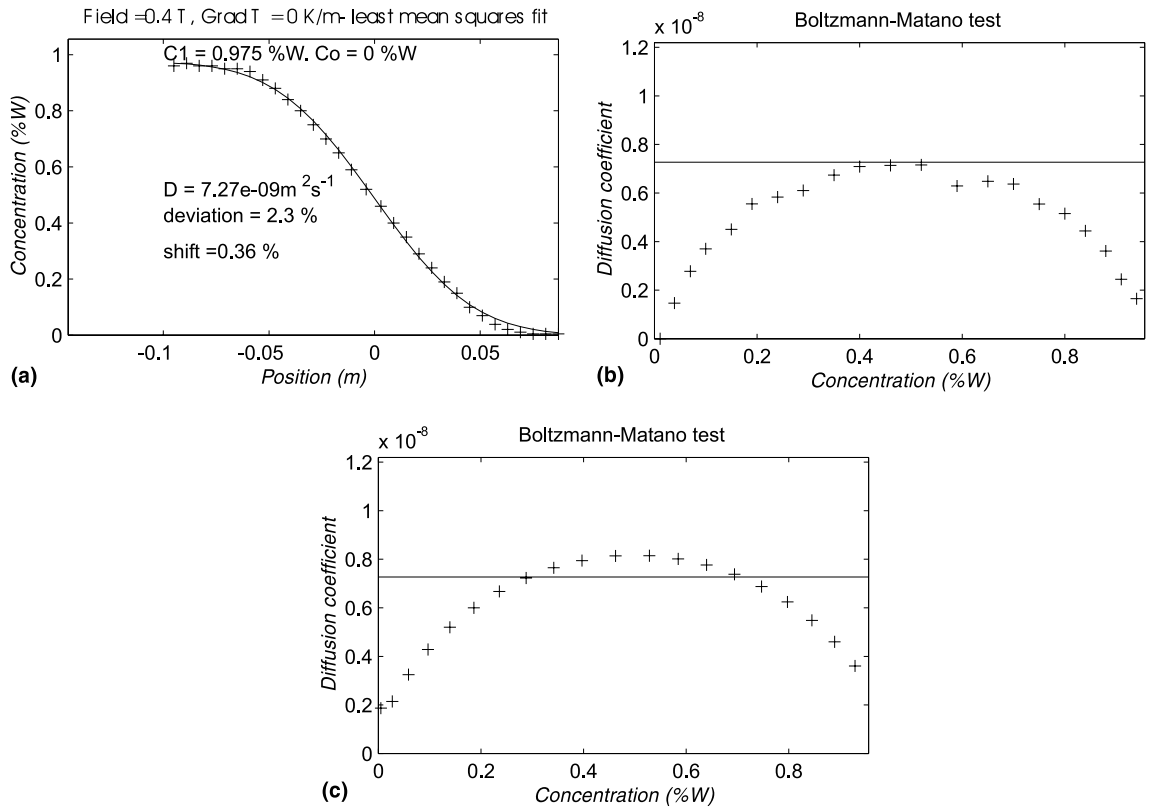 Field =0.4 T , Grad T = 0 K/m- least mean squares fit
C1 = 0.975 %W. Co = 0 %W
1
0.8
0.6
0.4
0.2
0
Concentration (%W)
D = 7.27e-09m 2s-1
deviation = 2.3 %
shift =0.36 %
-0.1
-0.05
0
0.05
Position (m)
(a)
Boltzmann-Matano test
x 10-8
1.2
1
0.8
0.6
0.4
0.2
0
Diffusion coefficient
0
0.2
0.4
0.6
0.8
Concentration (%W)
(b)
Boltzmann-Matano test
x 10-8
1.2
1
0.8
0.6
0.4
0.2
0
Diffusion coefficient
0
0.2
0.4
0.6
0.8
Concentration (%W)
(c)